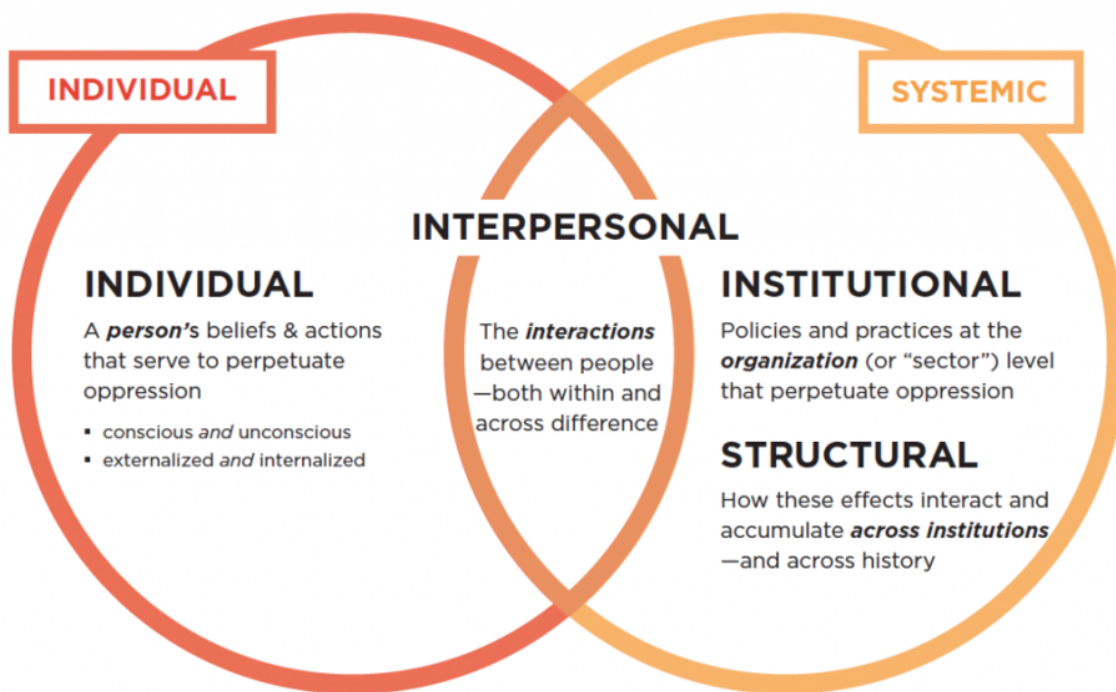 INDIVIDUAL
SYSTEMIC
INTERPERSONAL
INDIVIDUAL
A person's beliefs & actions
that serve to perpetuate
oppression
▪ conscious and unconscious
▪ externalized and internalized
The interactions
between people
—both within and
across difference
INSTITUTIONAL
Policies and practices at the
organization (or “sector”) level
that perpetuate oppression
STRUCTURAL
How these effects interact and
accumulate across institutions
—and across history